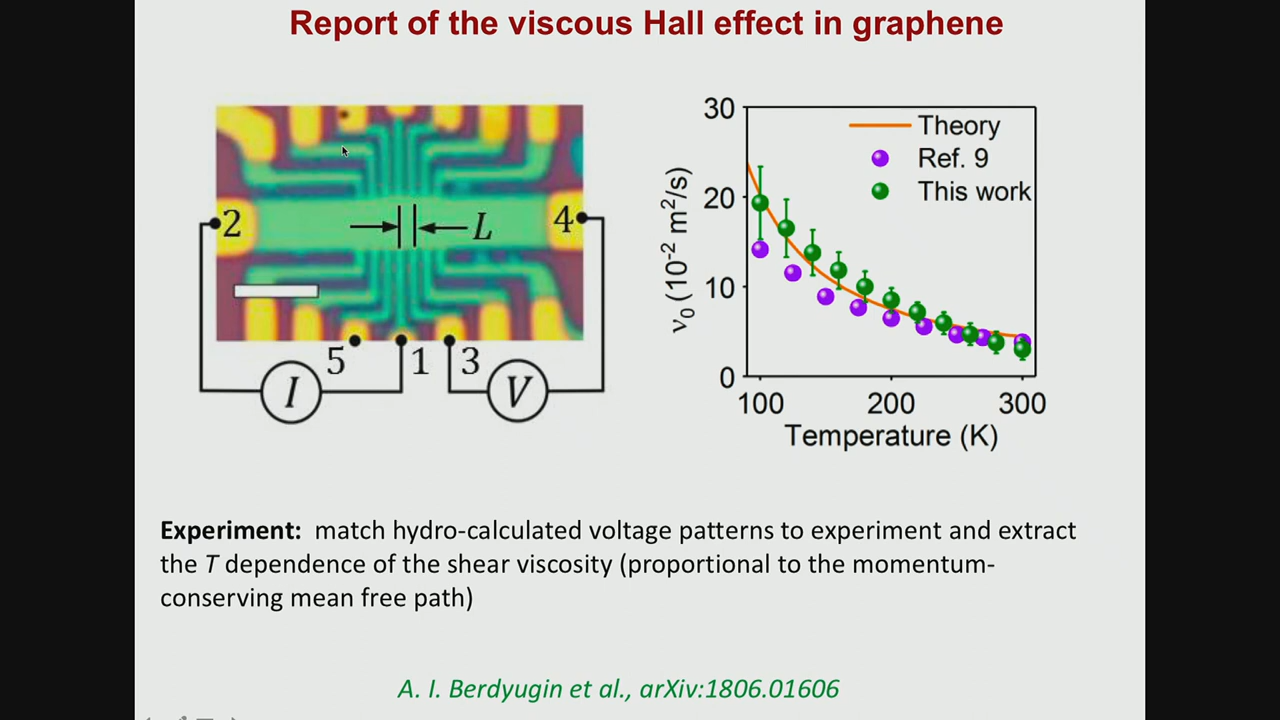 Report of the viscous Hall effect in graphene
2
4
L
5
1
3
I
V
30
20
10
0
ν₀ (10⁻² m²/s)
Theory
Ref. 9
This work
100
200
300
Temperature (K)
Experiment: match hydro-calculated voltage patterns to experiment and extract
the T dependence of the shear viscosity (proportional to the momentum-
conserving mean free path)
A. I. Berdyugin et al., arXiv:1806.01606